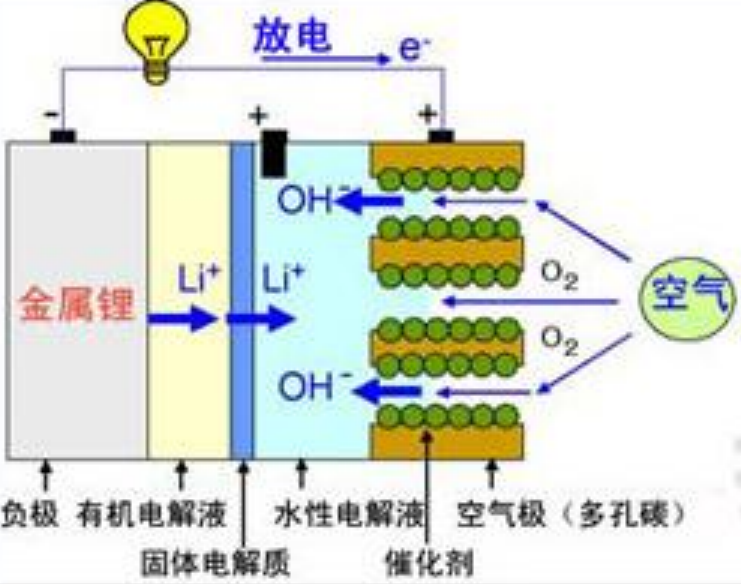 放电 e⁻
- + +
OH⁻
Li⁺ Li⁺
金属锂
O₂
空气
O₂
OH⁻
负极 有机电解液 水性电解液 空气极（多孔碳）
固体电解质 催化剂